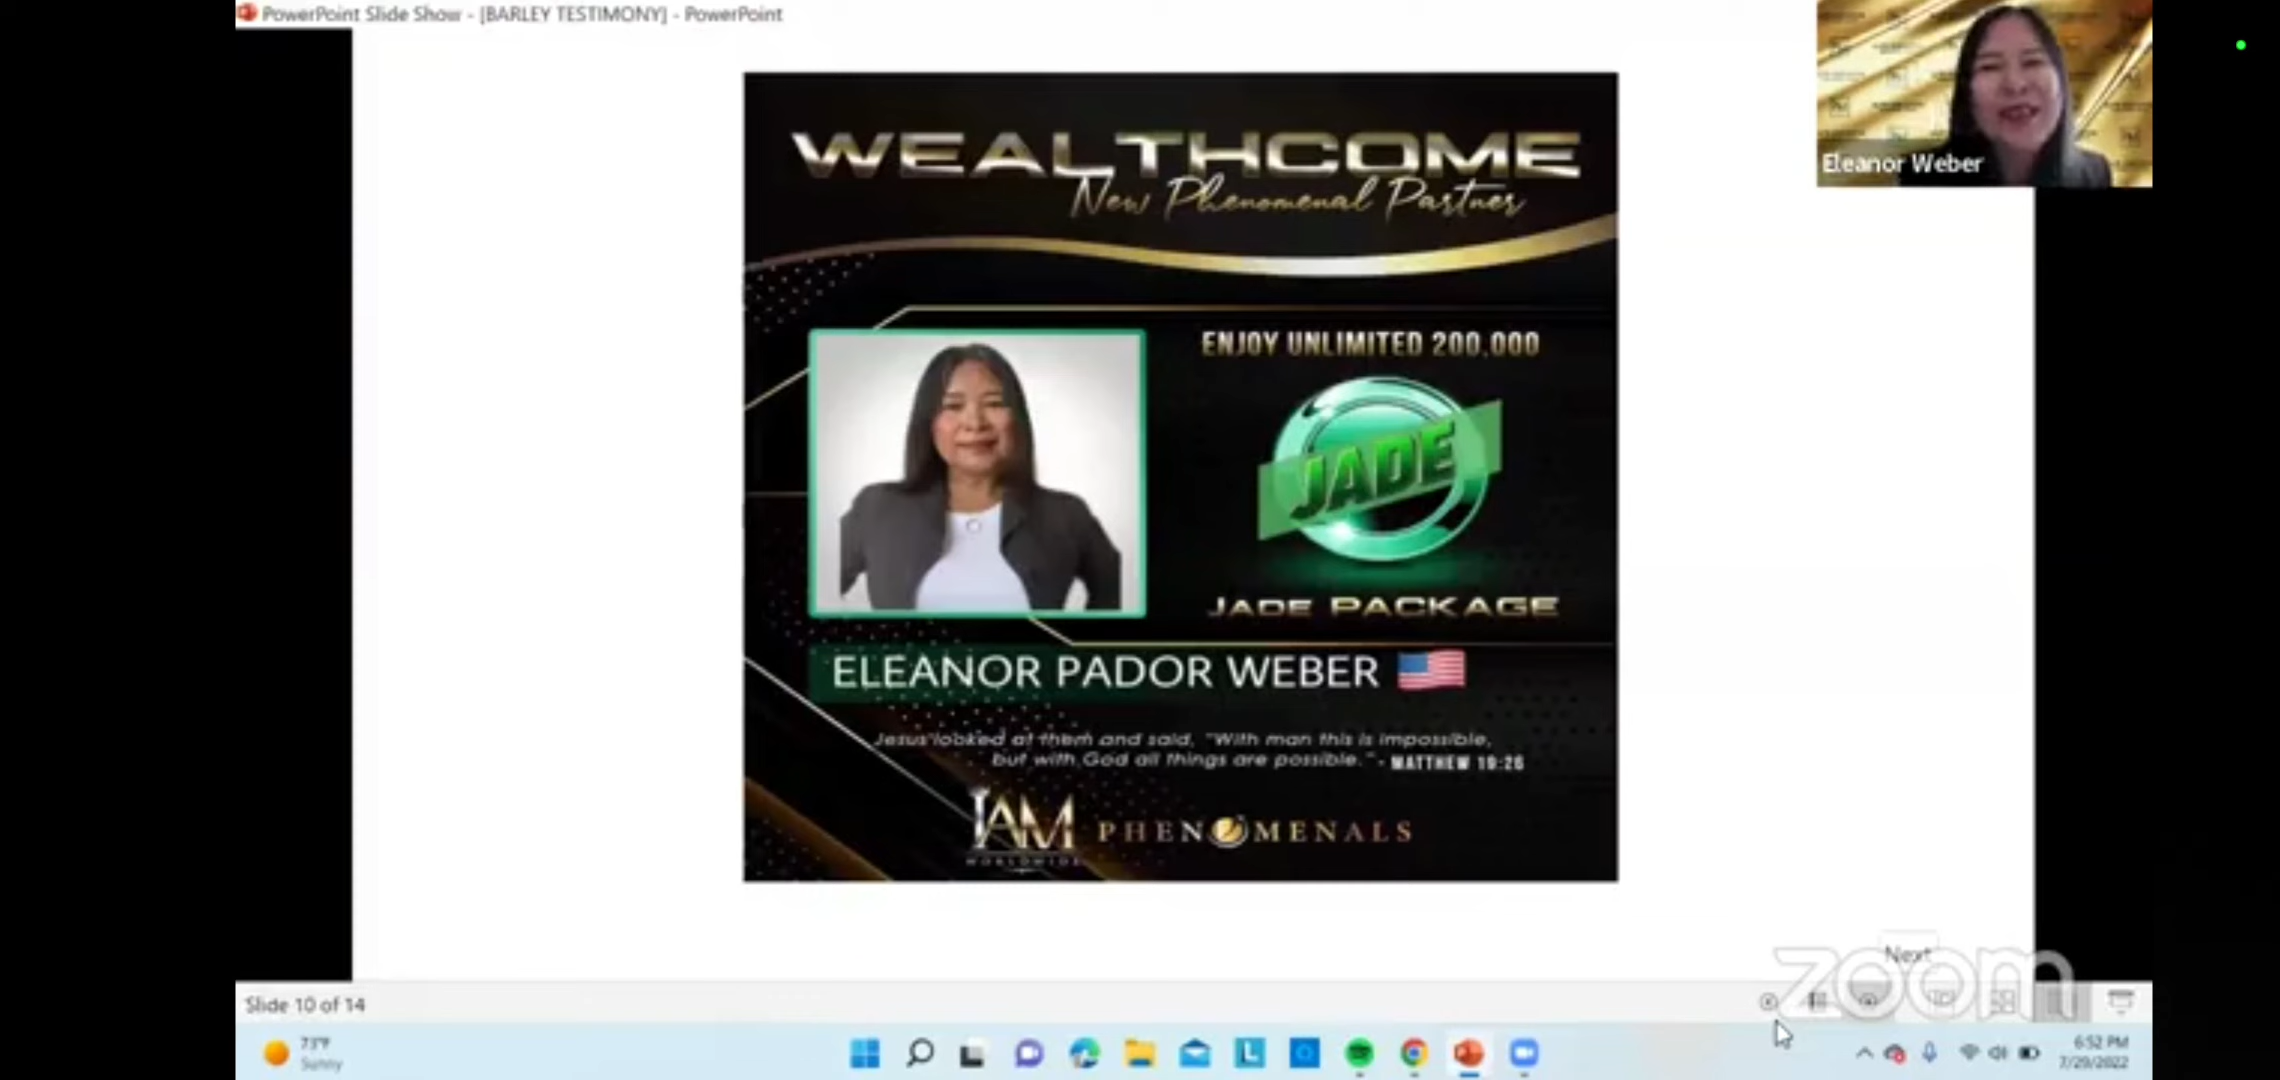 PowerPoint Slide Show - [BARLEY TESTIMONY] - PowerPoint
Eleanor Weber
WEALTHCOME
New Phenomenal Partner
ENJOY UNLIMITED 200,000
JADE
JADE PACKAGE
ELEANOR PADOR WEBER
Jesus looked at them and said, "With man this is impossible,
but with God all things are possible." - MATTHEW 19:26
IAM
WORLDWIDE
PHENOMENALS
Next
zoom
Slide 10 of 14
73°F
Sunny
6:52 PM
7/29/2022